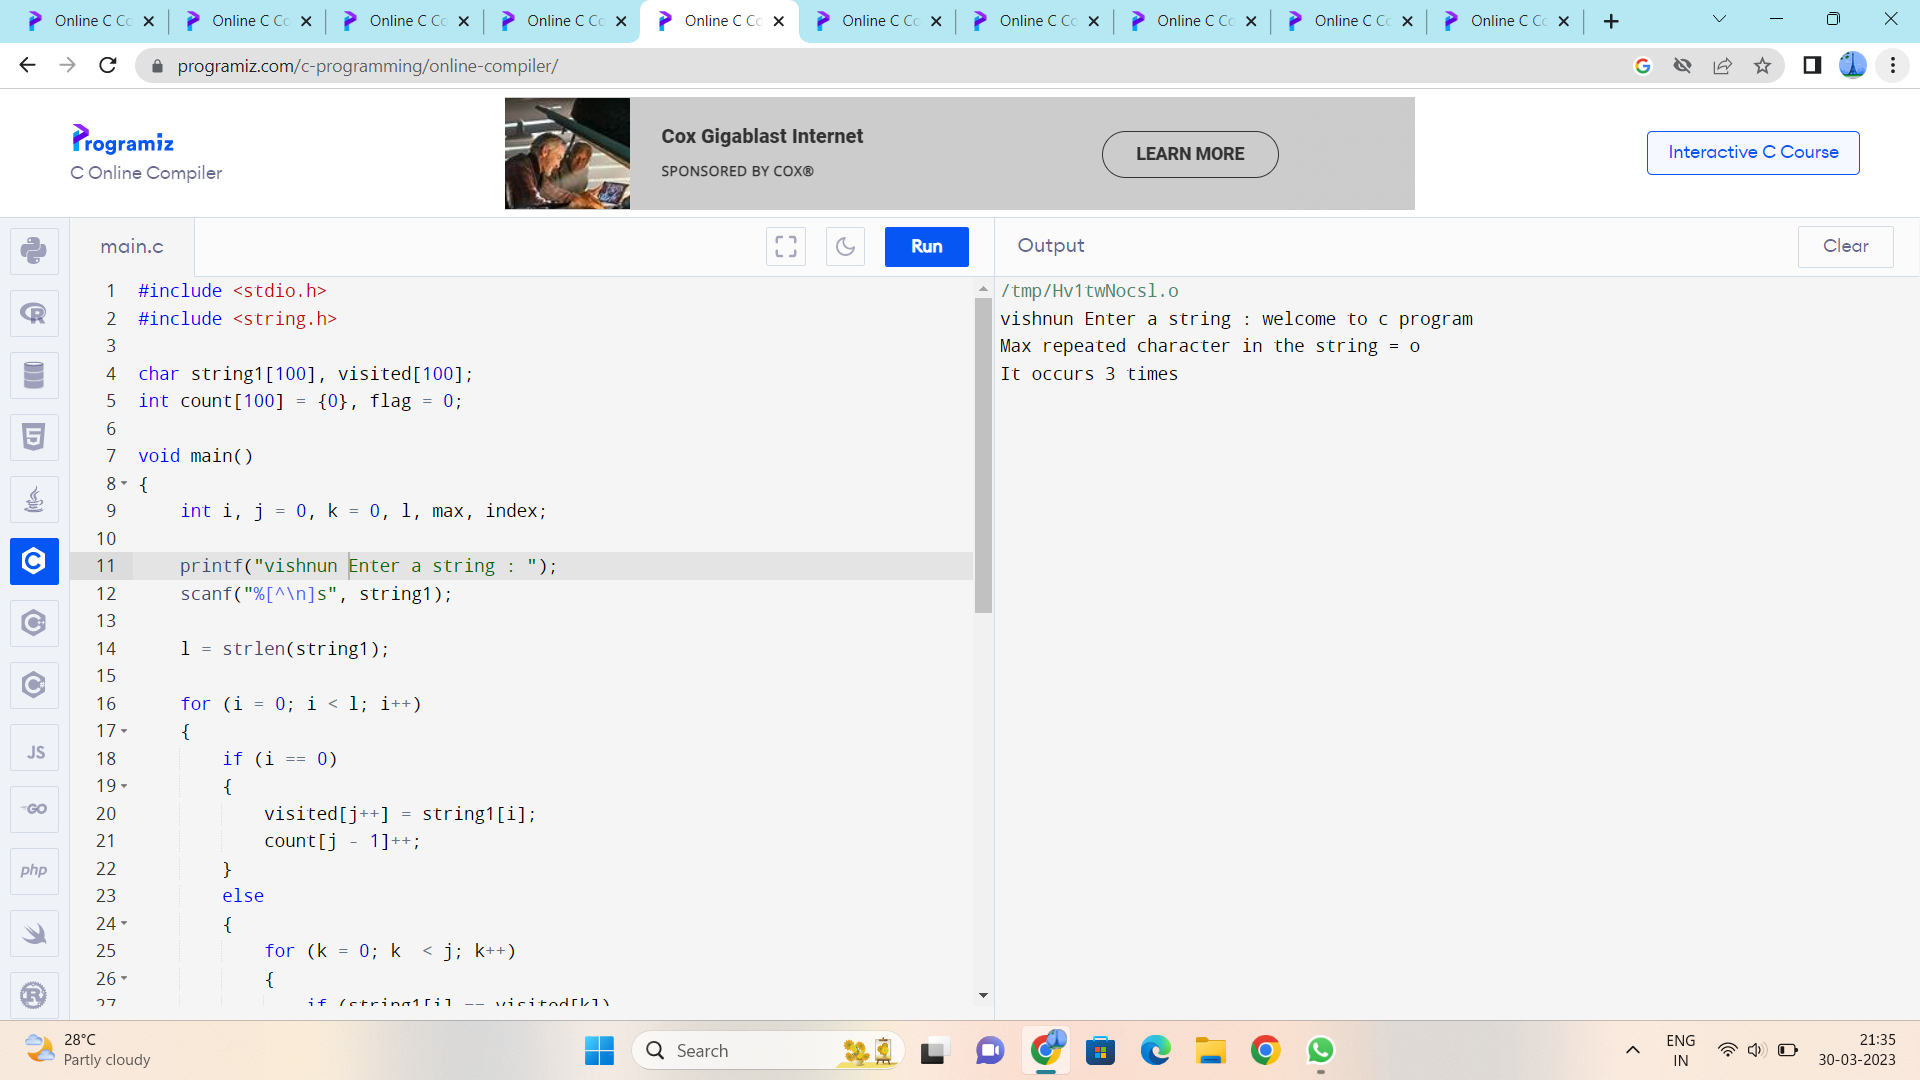 Online C Co
Online C Co
Online C Co
Online C Co
Online C Co
Online C Co
Online C Co
Online C Co
Online C Co
Online C Co
programiz.com/c-programming/online-compiler/
Programiz
C Online Compiler
Cox Gigablast Internet
SPONSORED BY COX®
LEARN MORE
Interactive C Course
main.c
Run
Output
Clear
1 #include <stdio.h>
2 #include <string.h>
3
4 char string1[100], visited[100];
5 int count[100] = {0}, flag = 0;
6
7 void main()
8 {
9     int i, j = 0, k = 0, l, max, index;
10
11     printf("vishnun Enter a string : ");
12     scanf("%[^\n]s", string1);
13
14     l = strlen(string1);
15
16     for (i = 0; i < l; i++)
17     {
18         if (i == 0)
19         {
20             visited[j++] = string1[i];
21             count[j - 1]++;
22         }
23         else
24         {
25             for (k = 0; k  < j; k++)
26             {
27                 if (string1[i] == visited[k])
/tmp/Hv1twNocsl.o
vishnun Enter a string : welcome to c program
Max repeated character in the string = o
It occurs 3 times
JS
GO
php
28°C
Partly cloudy
Search
ENG
IN
21:35
30-03-2023